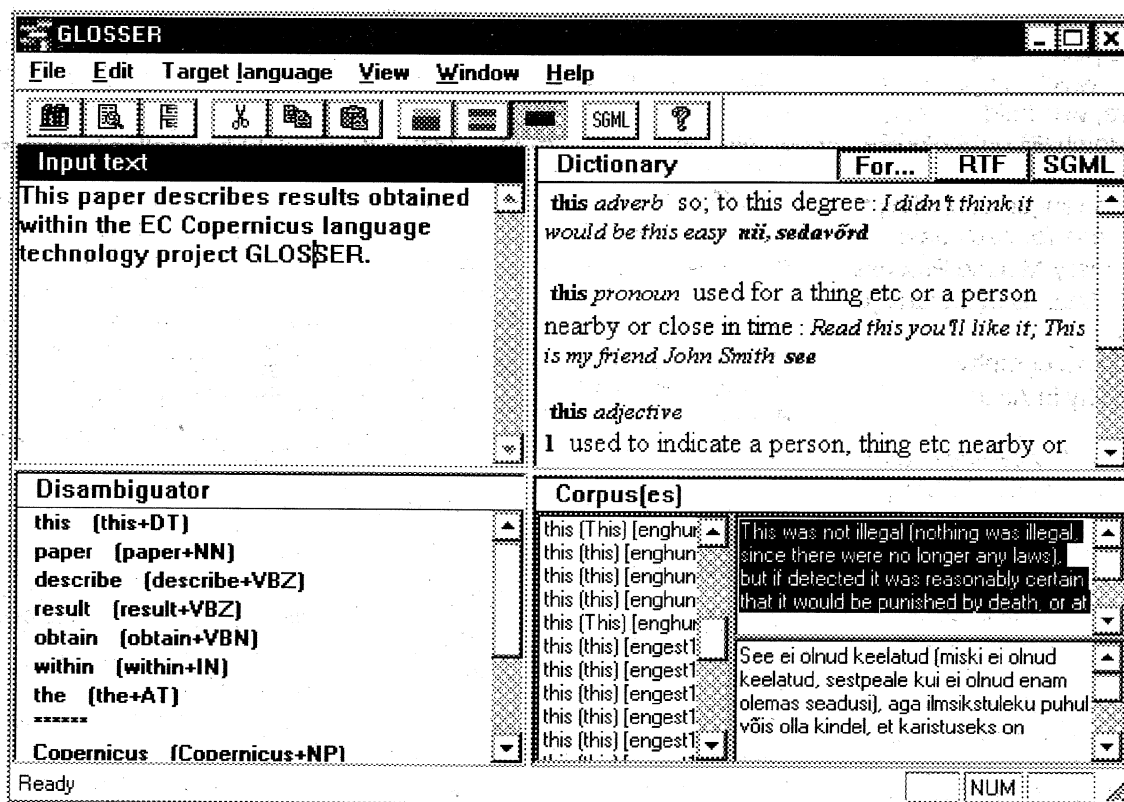 GLOSSER
File Edit Target language View Window Help
SGML
Input text
This paper describes results obtained
within the EC Copernicus language
technology project GLOSSER.
Dictionary For... RTF SGML
this adverb so; to this degree : I didn't think it
would be this easy nii, sedavõrd
this pronoun used for a thing etc or a person
nearby or close in time : Read this you'll like it; This
is my friend John Smith see
this adjective
1 used to indicate a person, thing etc nearby or
Disambiguator
this (this+DT)
paper (paper+NN)
describe (describe+VBZ)
result (result+VBZ)
obtain (obtain+VBN)
within (within+IN)
the (the+AT)
******
Copernicus (Copernicus+NP)
Corpus(es)
this (This) [enghun
this (this) [enghun
this (this) [enghun
this (this) [enghun
this (This) [enghun
this (this) [engest1
this (this) [engest1
this (this) [engest1
this (this) [engest1
this (this) [engest1
This was not illegal (nothing was illegal,
since there were no longer any laws),
but if detected it was reasonably certain
that it would be punished by death, or at
See ei olnud keelatud (miski ei olnud
keelatud, sestpeale kui ei olnud enam
olemas seadusi), aga ilmsikstuleku puhul
võis olla kindel, et karistuseks on
Ready NUM